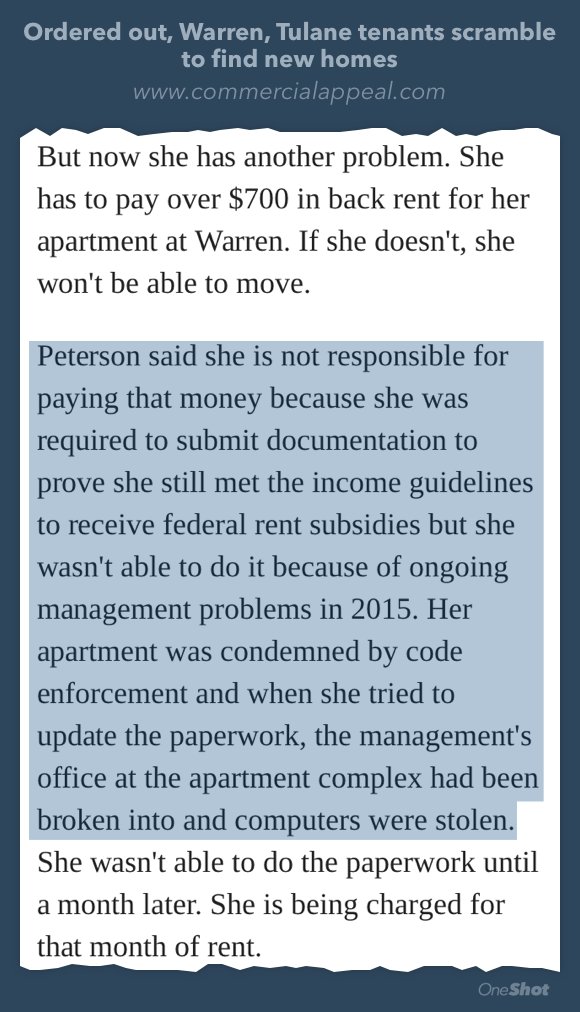 Ordered out, Warren, Tulane tenants scramble
to find new homes
www.commercialappeal.com
But now she has another problem. She
has to pay over $700 in back rent for her
apartment at Warren. If she doesn't, she
won't be able to move.
Peterson said she is not responsible for
paying that money because she was
required to submit documentation to
prove she still met the income guidelines
to receive federal rent subsidies but she
wasn't able to do it because of ongoing
management problems in 2015. Her
apartment was condemned by code
enforcement and when she tried to
update the paperwork, the management's
office at the apartment complex had been
broken into and computers were stolen.
She wasn't able to do the paperwork until
a month later. She is being charged for
that month of rent.
OneShot